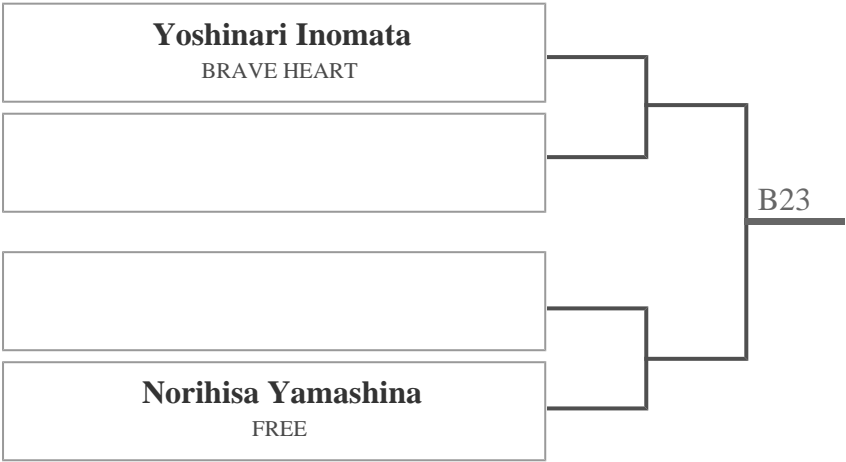 Yoshinari Inomata
BRAVE HEART
B23
Norihisa Yamashina
FREE